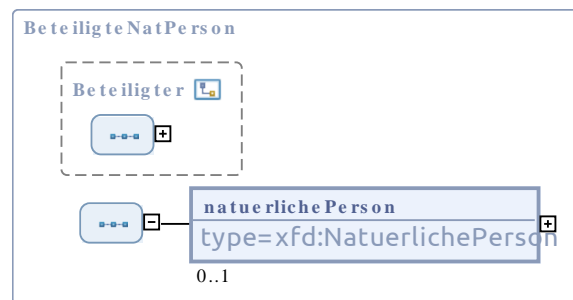 BeteiligteNatPerson
Beteiligter
natuerlichePerson
type=xfd:NatuerlichePerson
0..1